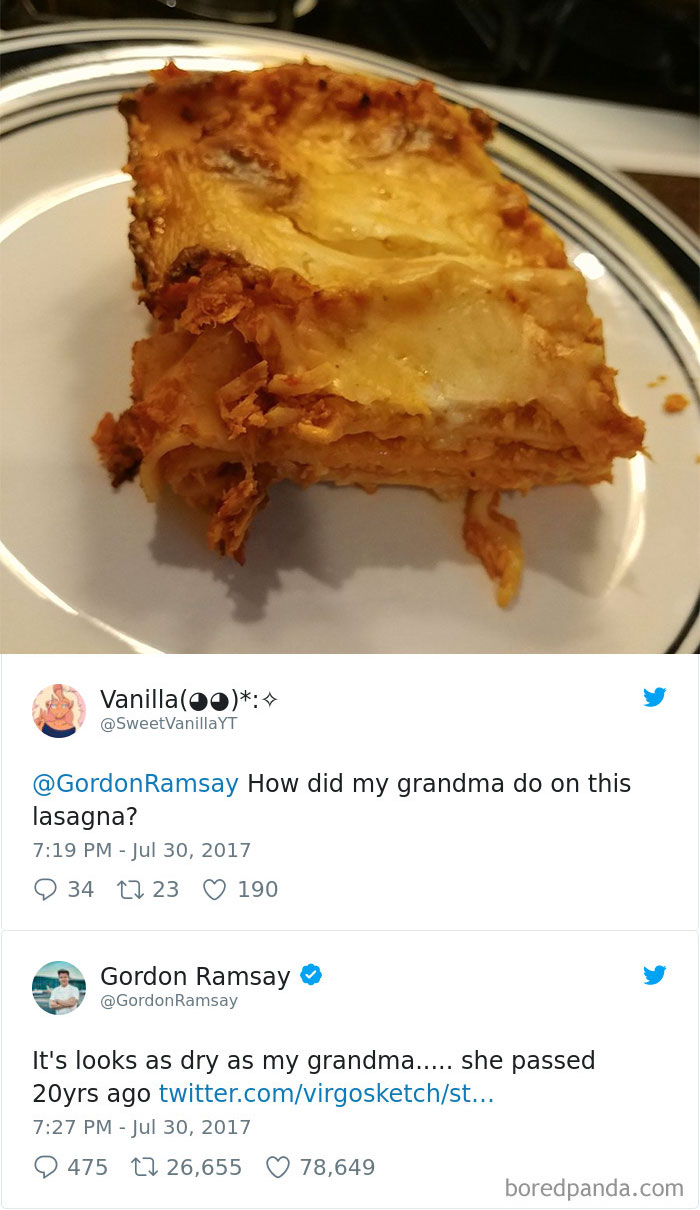 Vanilla(◕◕)*:✧
@SweetVanillaYT
@GordonRamsay How did my grandma do on this
lasagna?
7:19 PM - Jul 30, 2017
34 23 190
Gordon Ramsay
@GordonRamsay
It's looks as dry as my grandma..... she passed
20yrs ago twitter.com/virgosketch/st...
7:27 PM - Jul 30, 2017
475 26,655 78,649
boredpanda.com